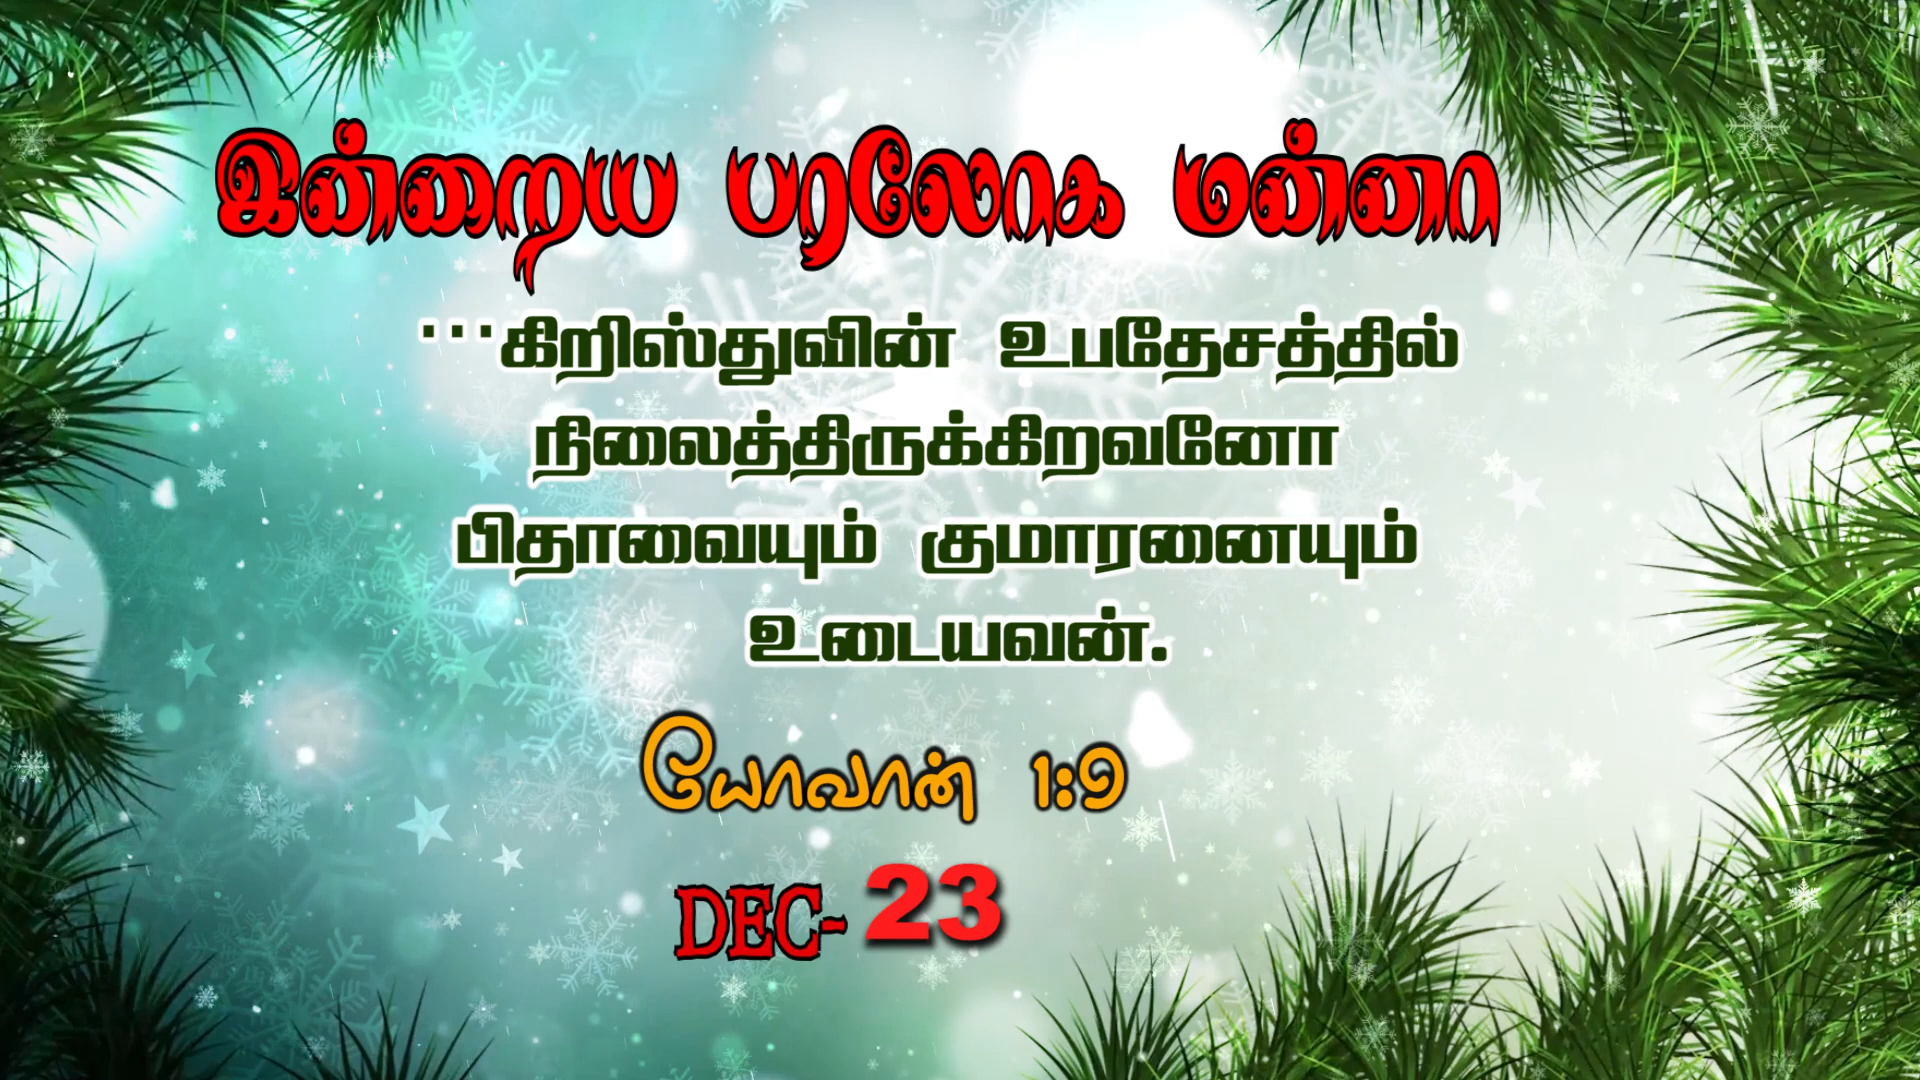 இன்றைய பரலோக மன்னா
...கிறிஸ்துவின் உபதேசத்தில்
நிலைத்திருக்கிறவனோ
பிதாவையும் குமாரனையும்
உடையவன்.
யோவான் 1:9
DEC- 23